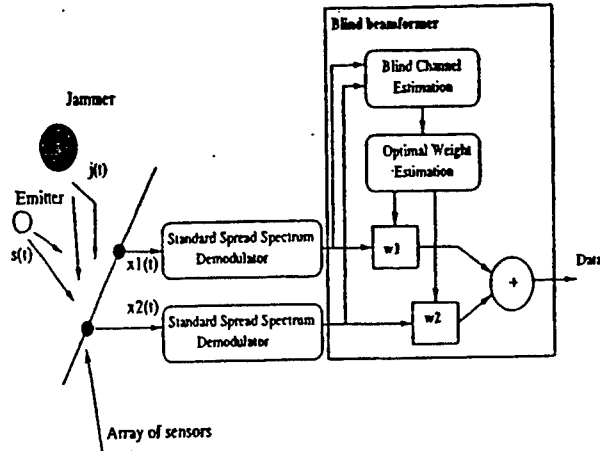 Blind beamformer
Blind Channel
Estimation
Jammer
j(t)
Optimal Weight
Estimation
Emitter
s(t)
Standard Spread Spectrum
Demodulator
x1(t)
w1
Data
+
x2(t)
Standard Spread Spectrum
Demodulator
w2
Array of sensors